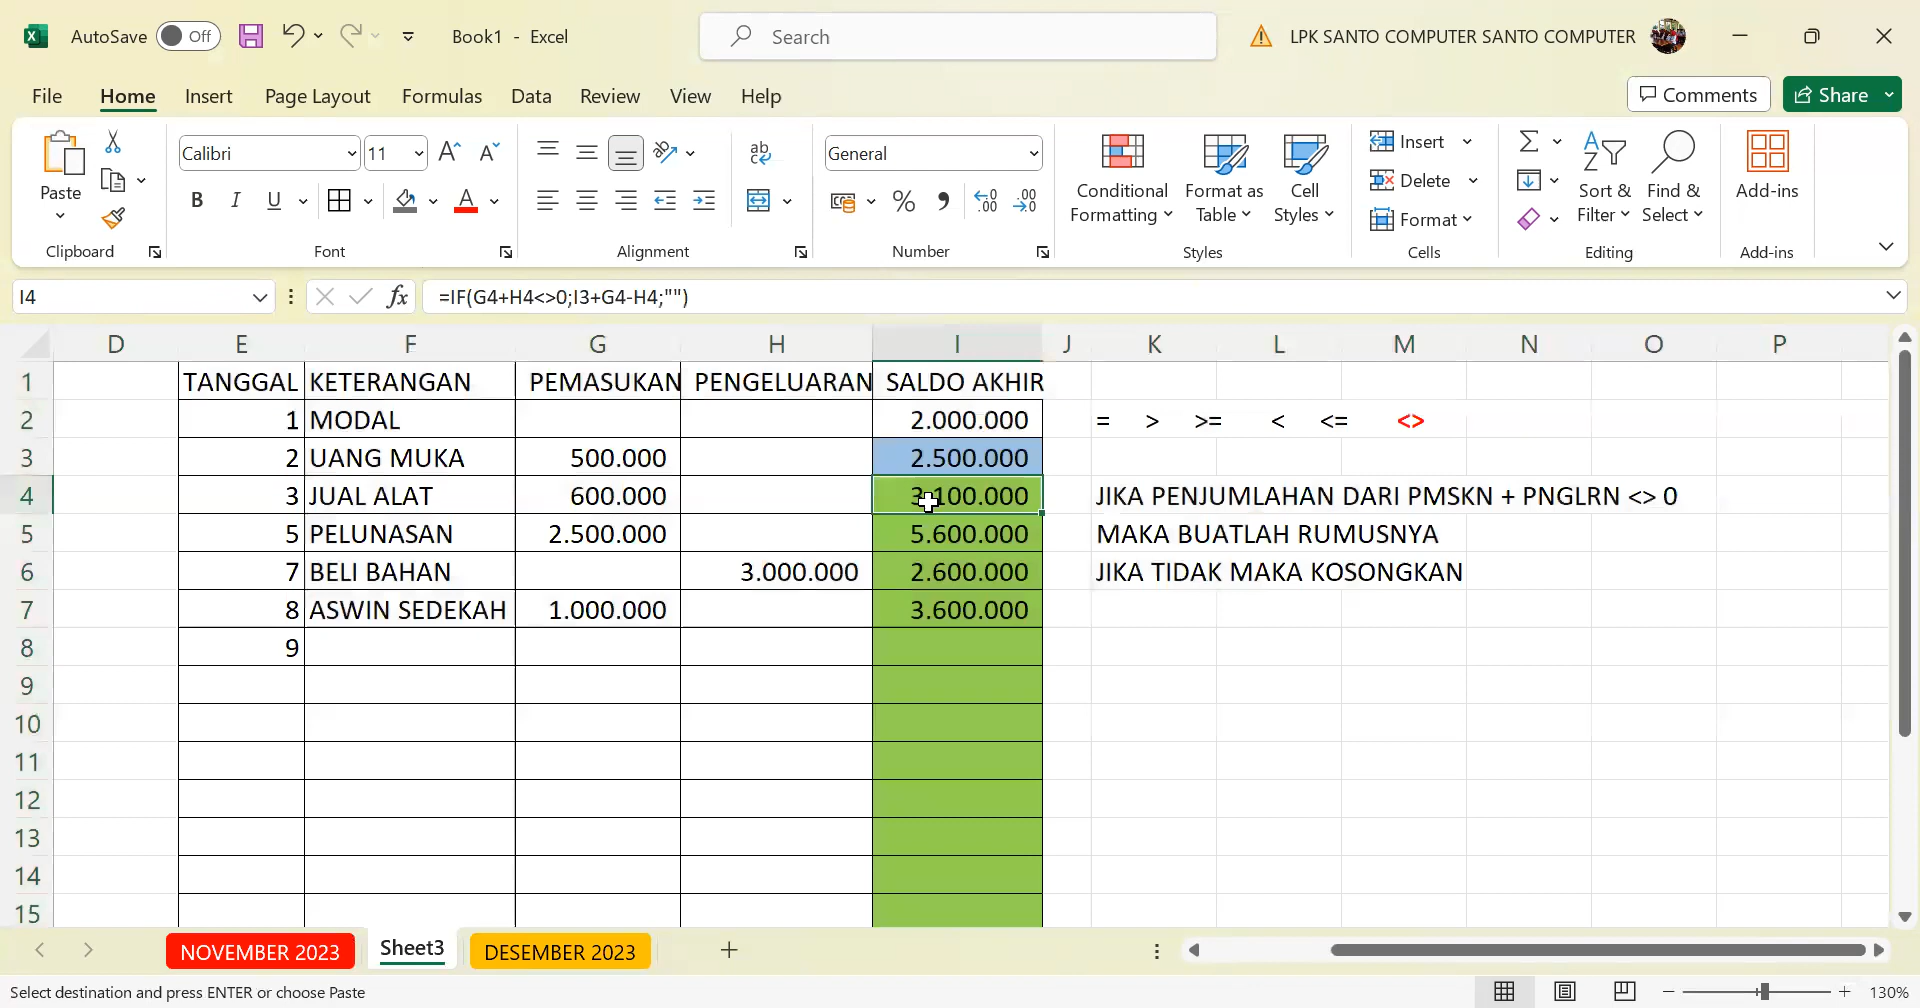 AutoSave Off Book1 - Excel Search LPK SANTO COMPUTER SANTO COMPUTER
File Home Insert Page Layout Formulas Data Review View Help Comments Share
Paste Calibri 11 A^ A˅ ab General Conditional Formatting Format as Table Cell Styles Insert Delete Format Sort & Filter Find & Select Add-ins
B I U A % , .00
Clipboard Font Alignment Number Styles Cells Editing Add-ins
I4 fx =IF(G4+H4<>0;I3+G4-H4;"")
D E F G H I J K L M N O P
1 TANGGAL KETERANGAN PEMASUKAN PENGELUARAN SALDO AKHIR
2 1 MODAL 2.000.000 = > >= < <= <>
3 2 UANG MUKA 500.000 2.500.000
4 3 JUAL ALAT 600.000 3.100.000 JIKA PENJUMLAHAN DARI PMSKN + PNGLRN <> 0
5 5 PELUNASAN 2.500.000 5.600.000 MAKA BUATLAH RUMUSNYA
6 7 BELI BAHAN 3.000.000 2.600.000 JIKA TIDAK MAKA KOSONGKAN
7 8 ASWIN SEDEKAH 1.000.000 3.600.000
8 9
9
10
11
12
13
14
15
NOVEMBER 2023 Sheet3 DESEMBER 2023
Select destination and press ENTER or choose Paste 130%